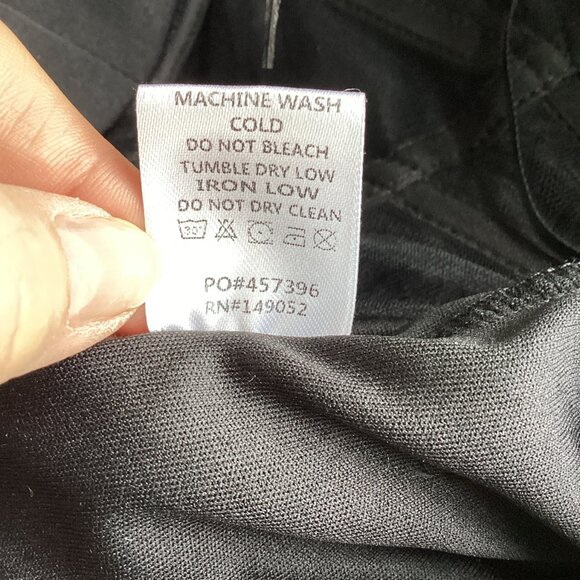 MACHINE WASH
COLD
DO NOT BLEACH
TUMBLE DRY LOW
IRON LOW
DO NOT DRY CLEAN
30°
PO#457396
RN#149052